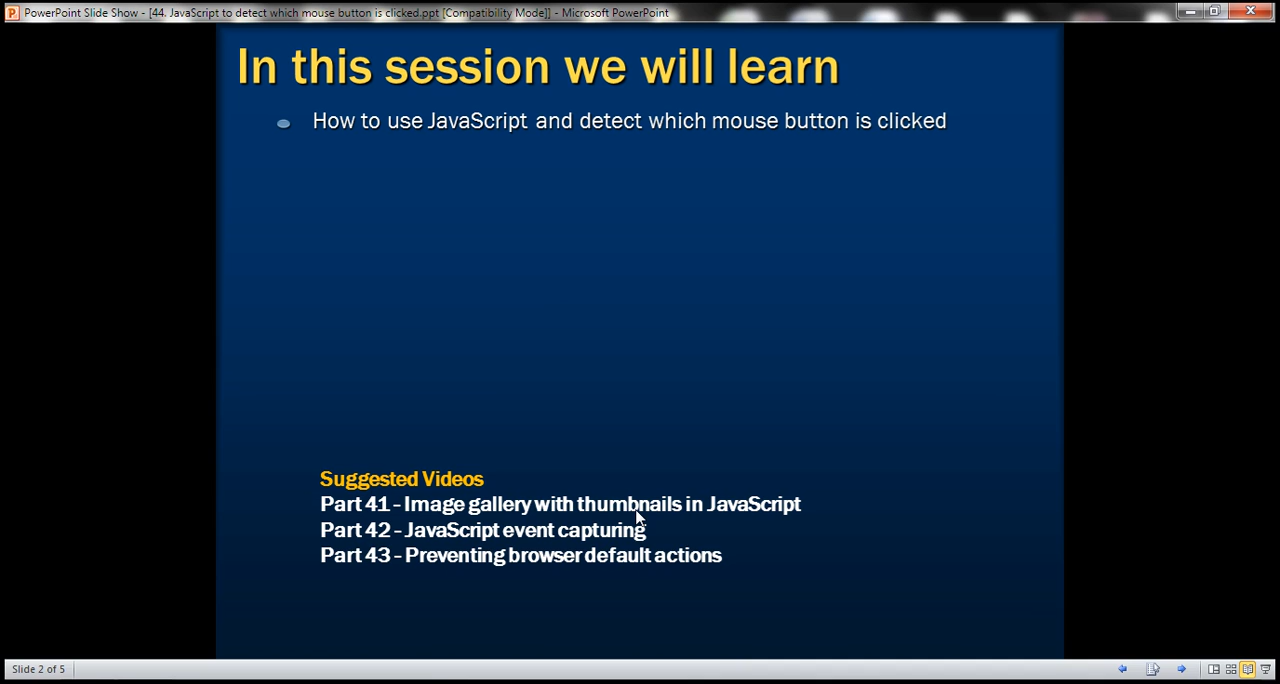 PowerPoint Slide Show - [44. JavaScript to detect which mouse button is clicked.ppt [Compatibility Mode]] - Microsoft PowerPoint
In this session we will learn
How to use JavaScript and detect which mouse button is clicked
Suggested Videos
Part 41 - Image gallery with thumbnails in JavaScript
Part 42 - JavaScript event capturing
Part 43 - Preventing browser default actions
Slide 2 of 5